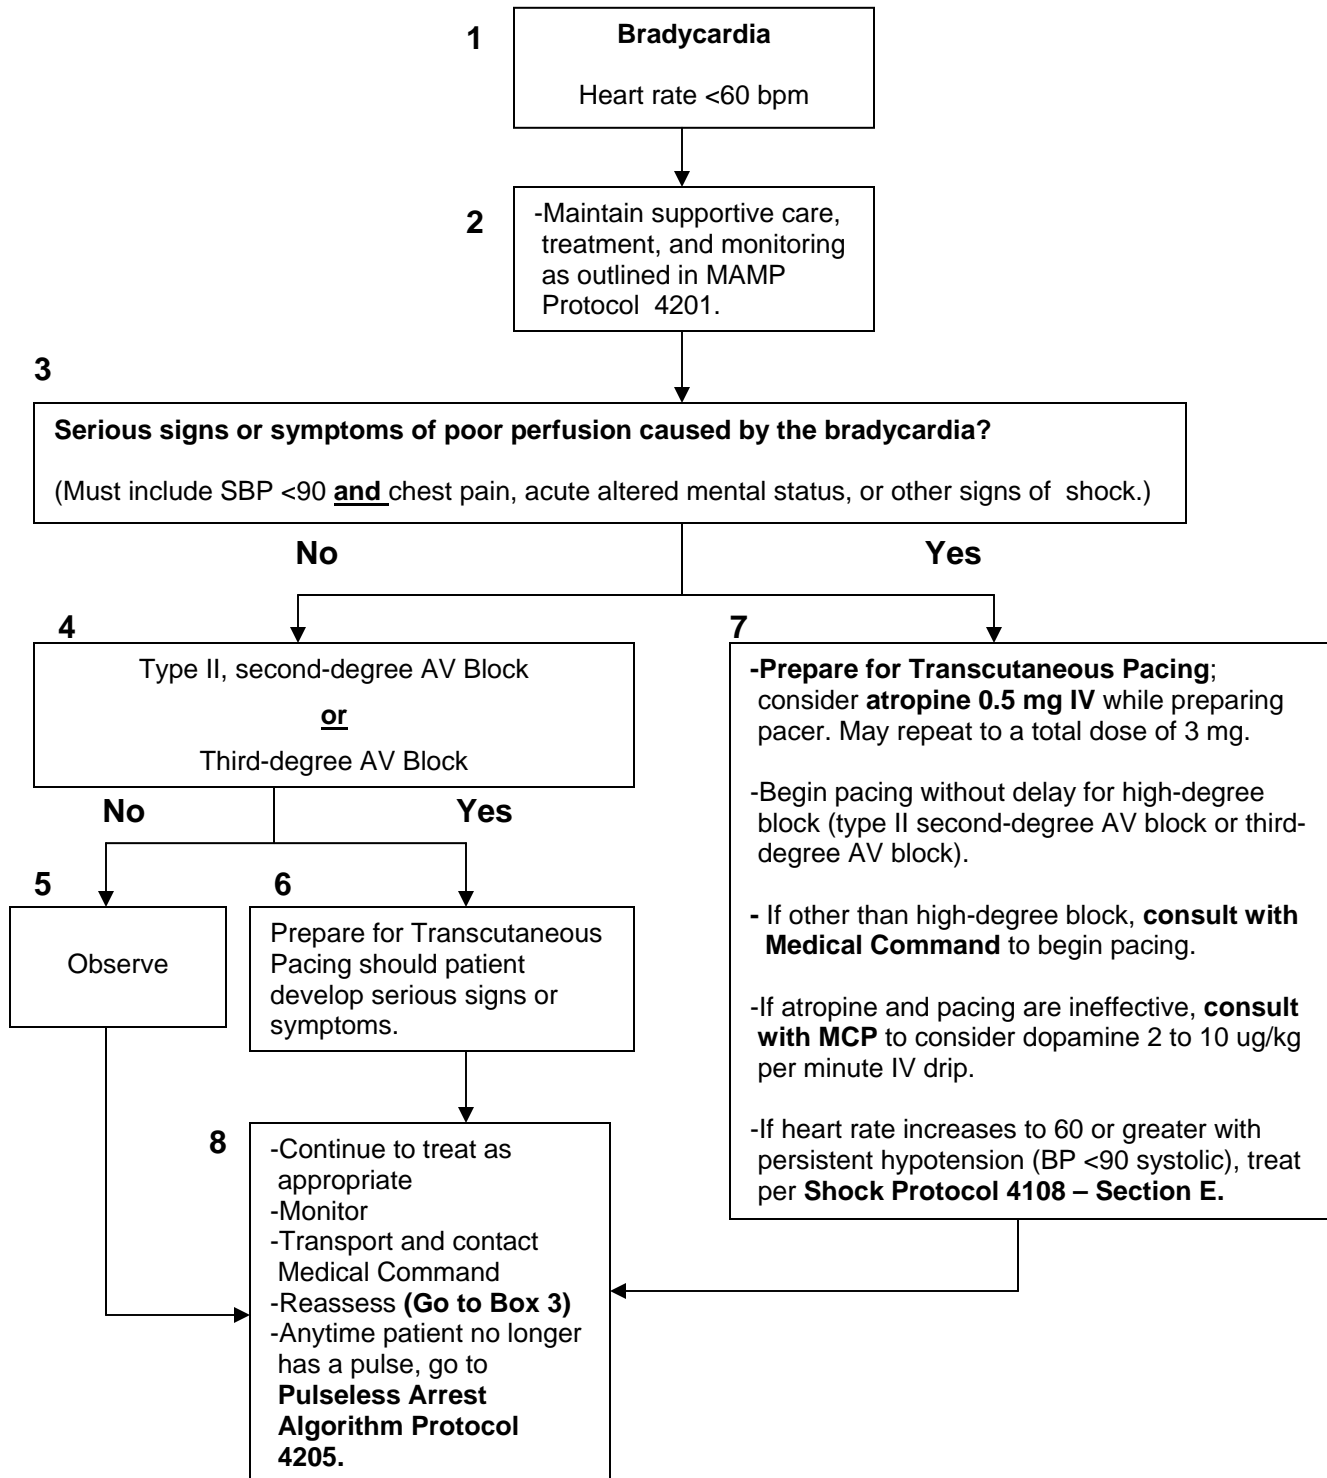 1
Bradycardia
Heart rate <60 bpm
2
-Maintain supportive care,
treatment, and monitoring
as outlined in MAMP
Protocol 4201.
3
Serious signs or symptoms of poor perfusion caused by the bradycardia?
(Must include SBP <90 and chest pain, acute altered mental status, or other signs of shock.)
No
Yes
4
Type II, second-degree AV Block
or
Third-degree AV Block
No
Yes
5
Observe
6
Prepare for Transcutaneous
Pacing should patient
develop serious signs or
symptoms.
7
-Prepare for Transcutaneous Pacing;
consider atropine 0.5 mg IV while preparing
pacer. May repeat to a total dose of 3 mg.
-Begin pacing without delay for high-degree
block (type II second-degree AV block or third-
degree AV block).
- If other than high-degree block, consult with
Medical Command to begin pacing.
-If atropine and pacing are ineffective, consult
with MCP to consider dopamine 2 to 10 ug/kg
per minute IV drip.
-If heart rate increases to 60 or greater with
persistent hypotension (BP <90 systolic), treat
per Shock Protocol 4108 – Section E.
8
-Continue to treat as
appropriate
-Monitor
-Transport and contact
Medical Command
-Reassess (Go to Box 3)
-Anytime patient no longer
has a pulse, go to
Pulseless Arrest
Algorithm Protocol
4205.